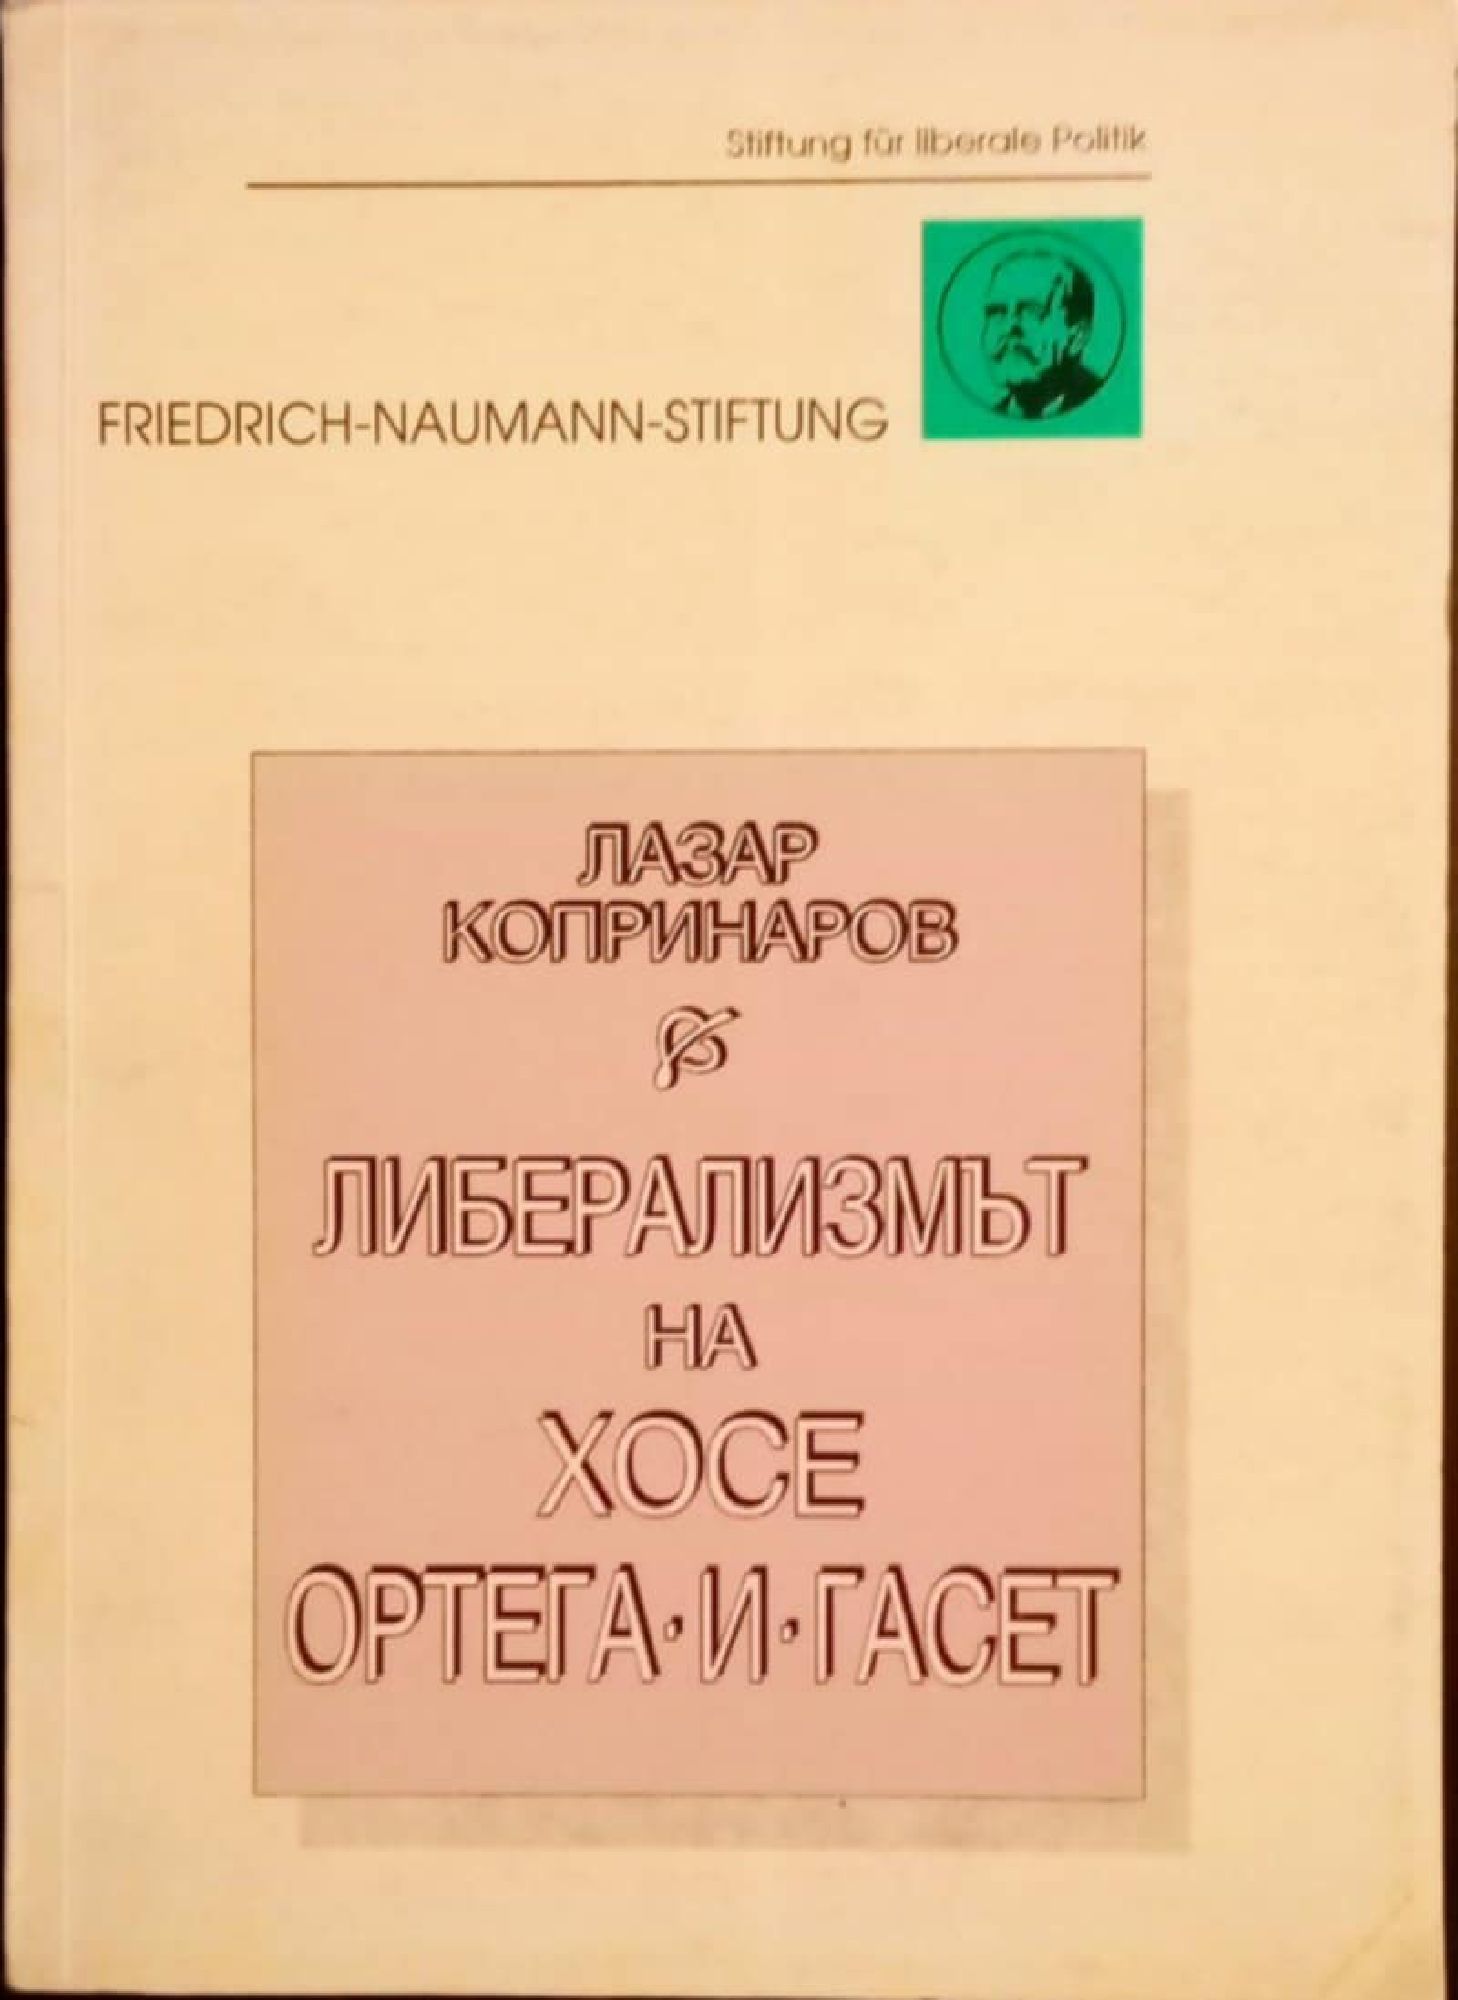 Stiftung für liberale Politik
FRIEDRICH-NAUMANN-STIFTUNG
ЛАЗАР
КОПРИНАРОВ
ЛИБЕРАЛИЗМЪТ
НА
ХОСЕ
ОРТЕГА·И·ГАСЕТ